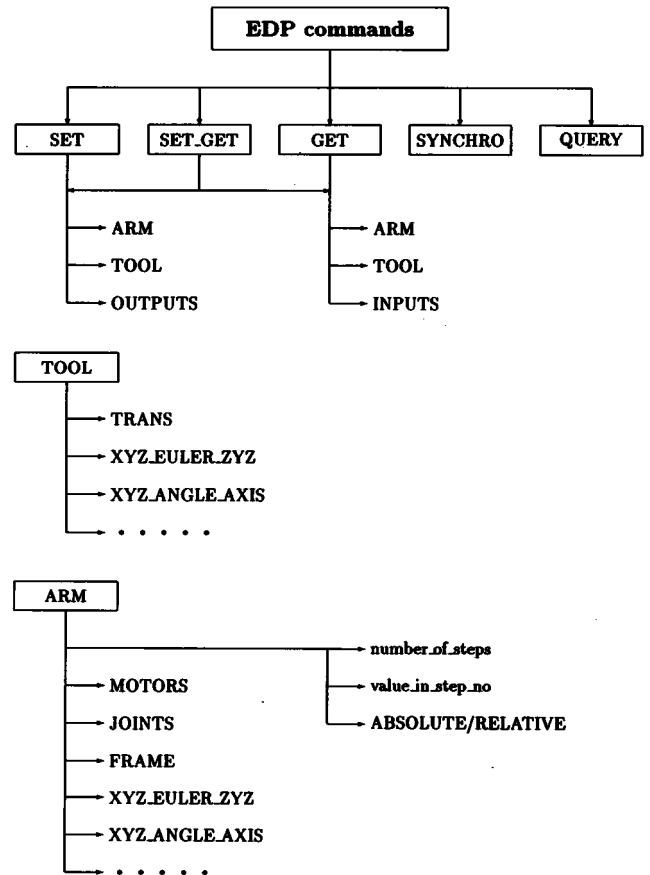 EDP commands
SET SET_GET GET SYNCHRO QUERY
ARM ARM
TOOL TOOL
OUTPUTS INPUTS
TOOL
TRANS
XYZ_EULER_ZYZ
XYZ_ANGLE_AXIS
. . . . .
ARM
number_of_steps
MOTORS value_in_step_no
JOINTS ABSOLUTE/RELATIVE
FRAME
XYZ_EULER_ZYZ
XYZ_ANGLE_AXIS
. . . . .